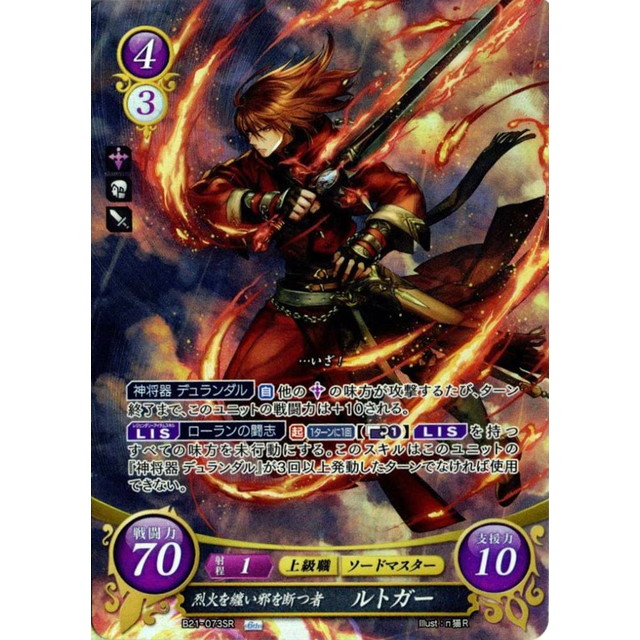 4
3
…いざ!
神将器 デュランダル 自 他の の味方が攻撃するたび、ターン
終了まで、このユニットの戦闘力は+10される。
LIS ローランの闘志 起 1ターンに1回 【 1】 LIS を持つ
すべての味方を未行動にする。このスキルはこのユニットの
『神将器 デュランダル』が3回以上発動したターンでなければ使用
できない。
戦闘力
70
射程 1 上級職 ソードマスター
支援力
10
烈火を纏い邪を断つ者 ルトガー
B21-073SR
Illust:n猫R